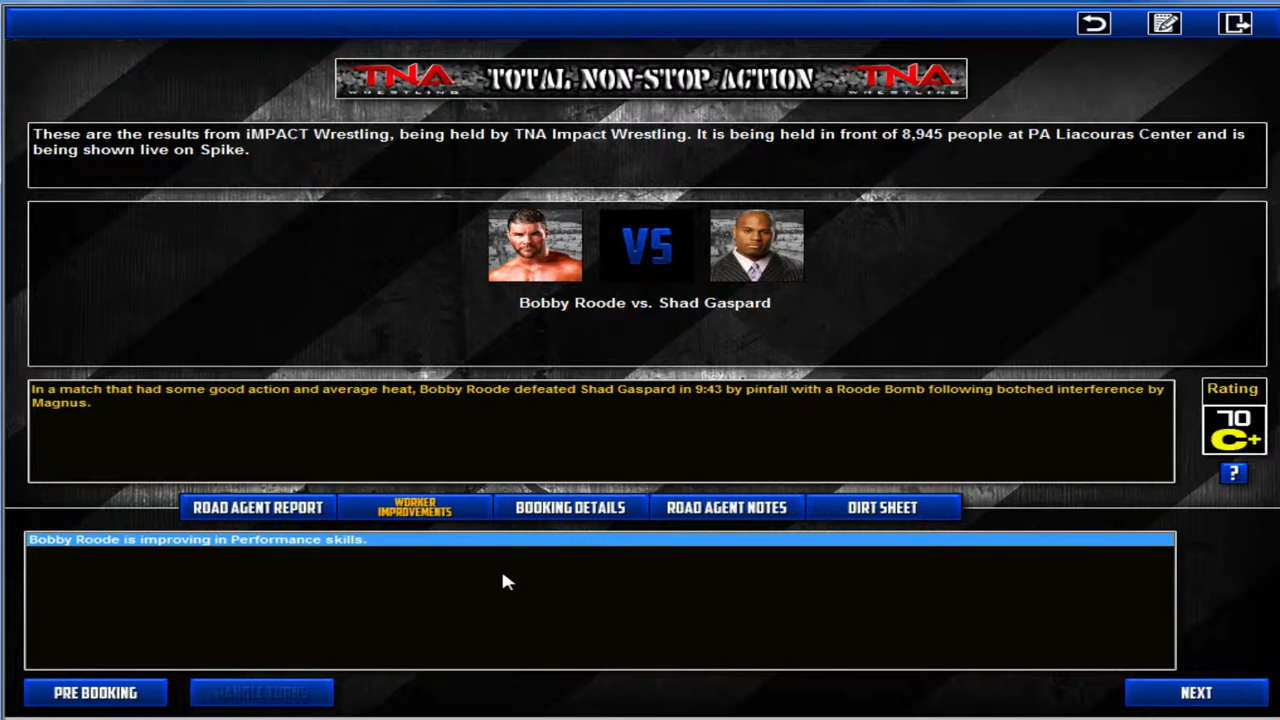 TNA WRESTLING TOTAL NON-STOP ACTION TNA WRESTLING
These are the results from iMPACT Wrestling, being held by TNA Impact Wrestling. It is being held in front of 8,945 people at PA Liacouras Center and is
being shown live on Spike.
VS
Bobby Roode vs. Shad Gaspard
In a match that had some good action and average heat, Bobby Roode defeated Shad Gaspard in 9:43 by pinfall with a Roode Bomb following botched interference by
Magnus.
Rating
70
C+
?
ROAD AGENT REPORT
WORKER
IMPROVEMENTS
BOOKING DETAILS
ROAD AGENT NOTES
DIRT SHEET
Bobby Roode is improving in Performance skills.
PRE BOOKING
HANDLE TURNS
NEXT